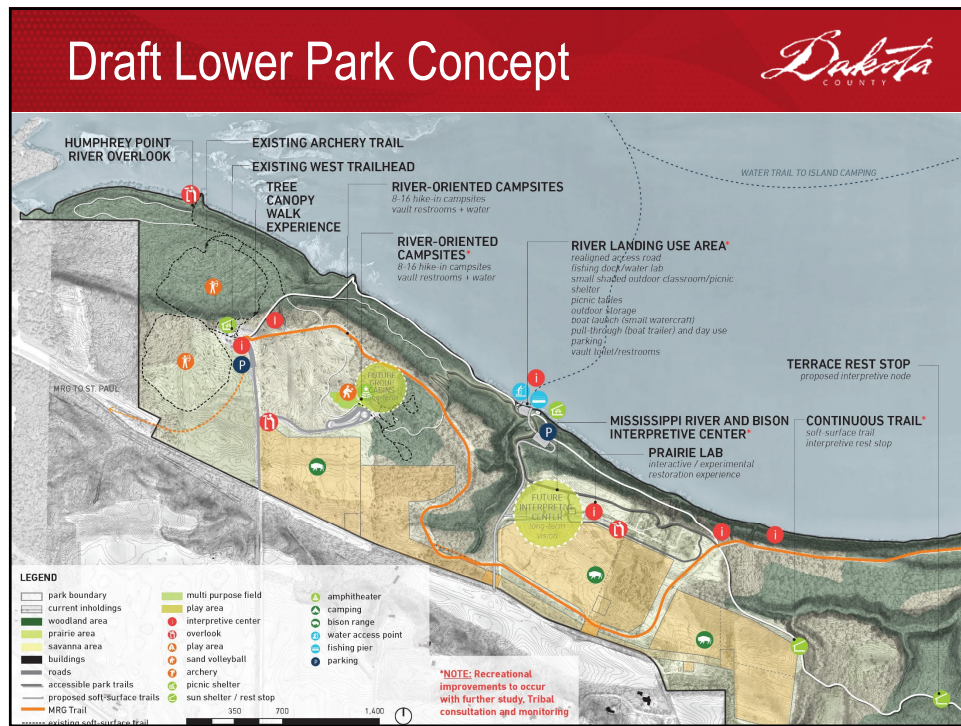 Draft Lower Park Concept
Dakota
COUNTY
HUMPHREY POINT
RIVER OVERLOOK
EXISTING ARCHERY TRAIL
EXISTING WEST TRAILHEAD
TREE
CANOPY
WALK
EXPERIENCE
RIVER-ORIENTED CAMPSITES
8-16 hike-in campsites
vault restrooms + water
RIVER-ORIENTED
CAMPSITES*
8-16 hike-in campsites
vault restrooms + water
WATER TRAIL TO ISLAND CAMPING
RIVER LANDING USE AREA*
realigned access road
fishing dock/water lab
small shaded outdoor classroom/picnic
shelter
picnic tables
outdoor storage
boat launch (small watercraft)
pull-through (boat trailer) and day use
parking
vault toilet/restrooms
TERRACE REST STOP
proposed interpretive node
MRG TO ST. PAUL
P
FUTURE
GROUP
CABINS
MISSISSIPPI RIVER AND BISON
INTERPRETIVE CENTER*
CONTINUOUS TRAIL*
soft-surface trail
interpretive rest stop
P
PRAIRIE LAB
interactive / experimental
restoration experience
FUTURE
INTERPRETIVE
CENTER
long-term
vision
LEGEND
park boundary
current inholdings
woodland area
prairie area
savanna area
buildings
roads
accessible park trails
proposed soft-surface trails
MRG Trail
existing soft-surface trail
multi purpose field
play area
interpretive center
overlook
play area
sand volleyball
archery
picnic shelter
sun shelter / rest stop
amphitheater
camping
bison range
water access point
fishing pier
parking
350 700 1,400
*NOTE: Recreational
improvements to occur
with further study, Tribal
consultation and monitoring